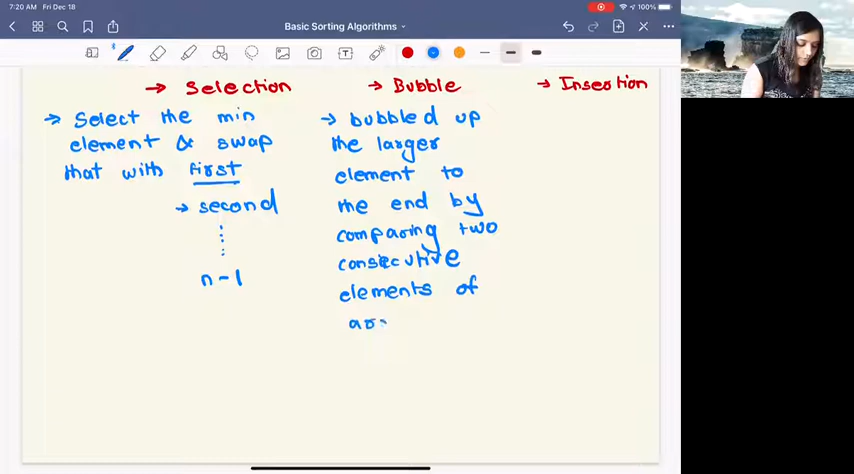 7:20 AM Fri Dec 18
100%
Basic Sorting Algorithms
→ Selection
→ Bubble
→ Insertion
→ Select the min
element & swap
that with first
→ second
n-1
→ bubbled up
the larger
element to
the end by
comparing two
consecutive
elements of